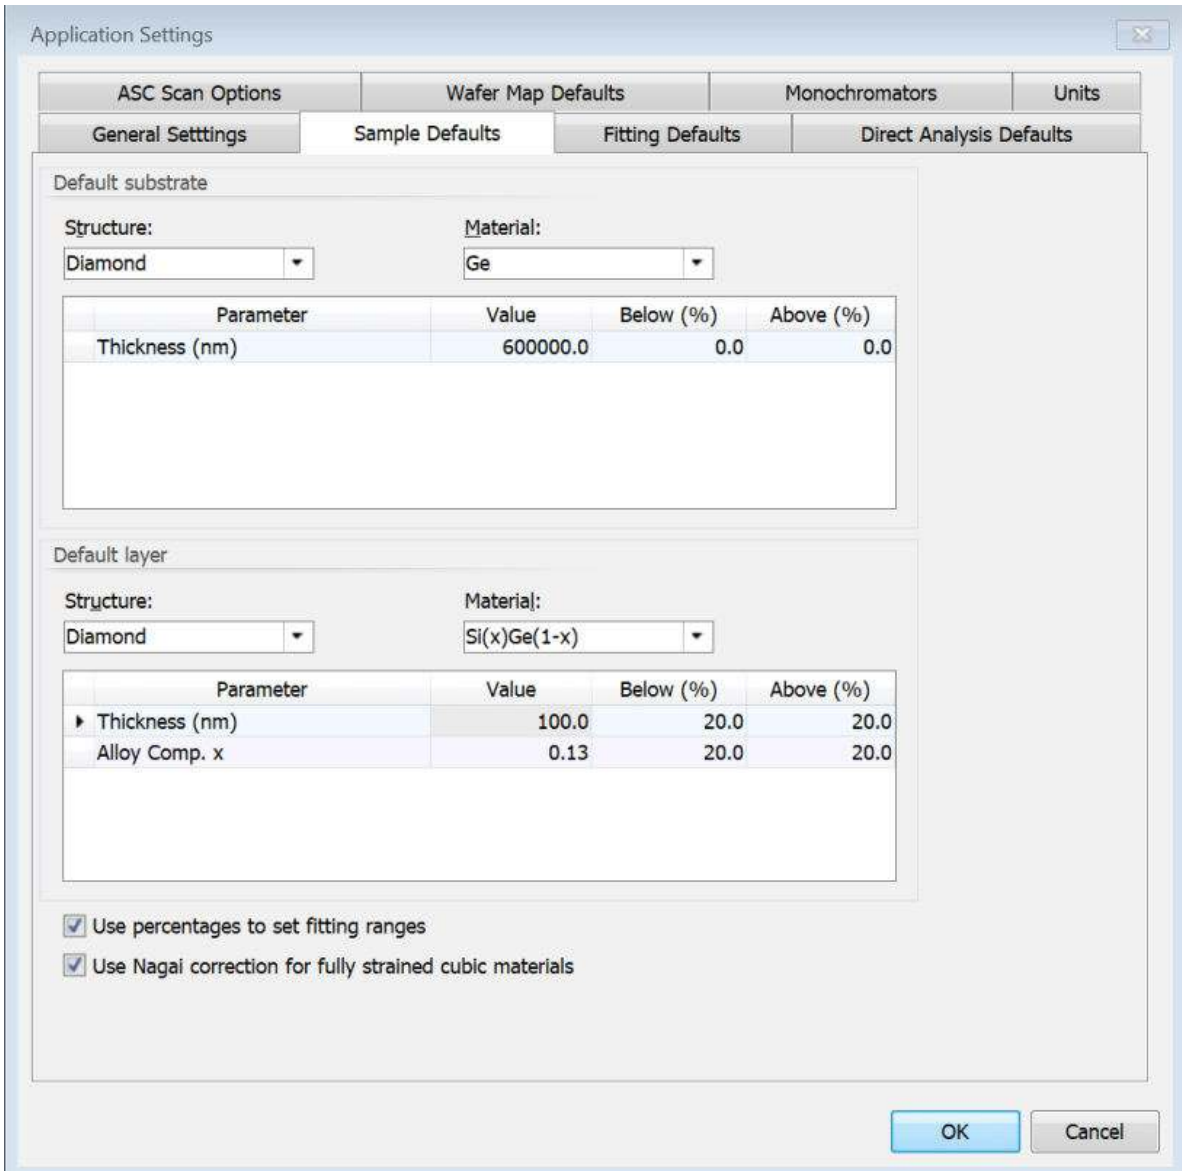 Application Settings
ASC Scan Options Wafer Map Defaults Monochromators Units
General Setttings Sample Defaults Fitting Defaults Direct Analysis Defaults
Default substrate
Structure: Material:
Diamond Ge
Parameter Value Below (%) Above (%)
Thickness (nm) 600000.0 0.0 0.0
Default layer
Structure: Material:
Diamond Si(x)Ge(1-x)
Parameter Value Below (%) Above (%)
Thickness (nm) 100.0 20.0 20.0
Alloy Comp. x 0.13 20.0 20.0
Use percentages to set fitting ranges
Use Nagai correction for fully strained cubic materials
OK Cancel